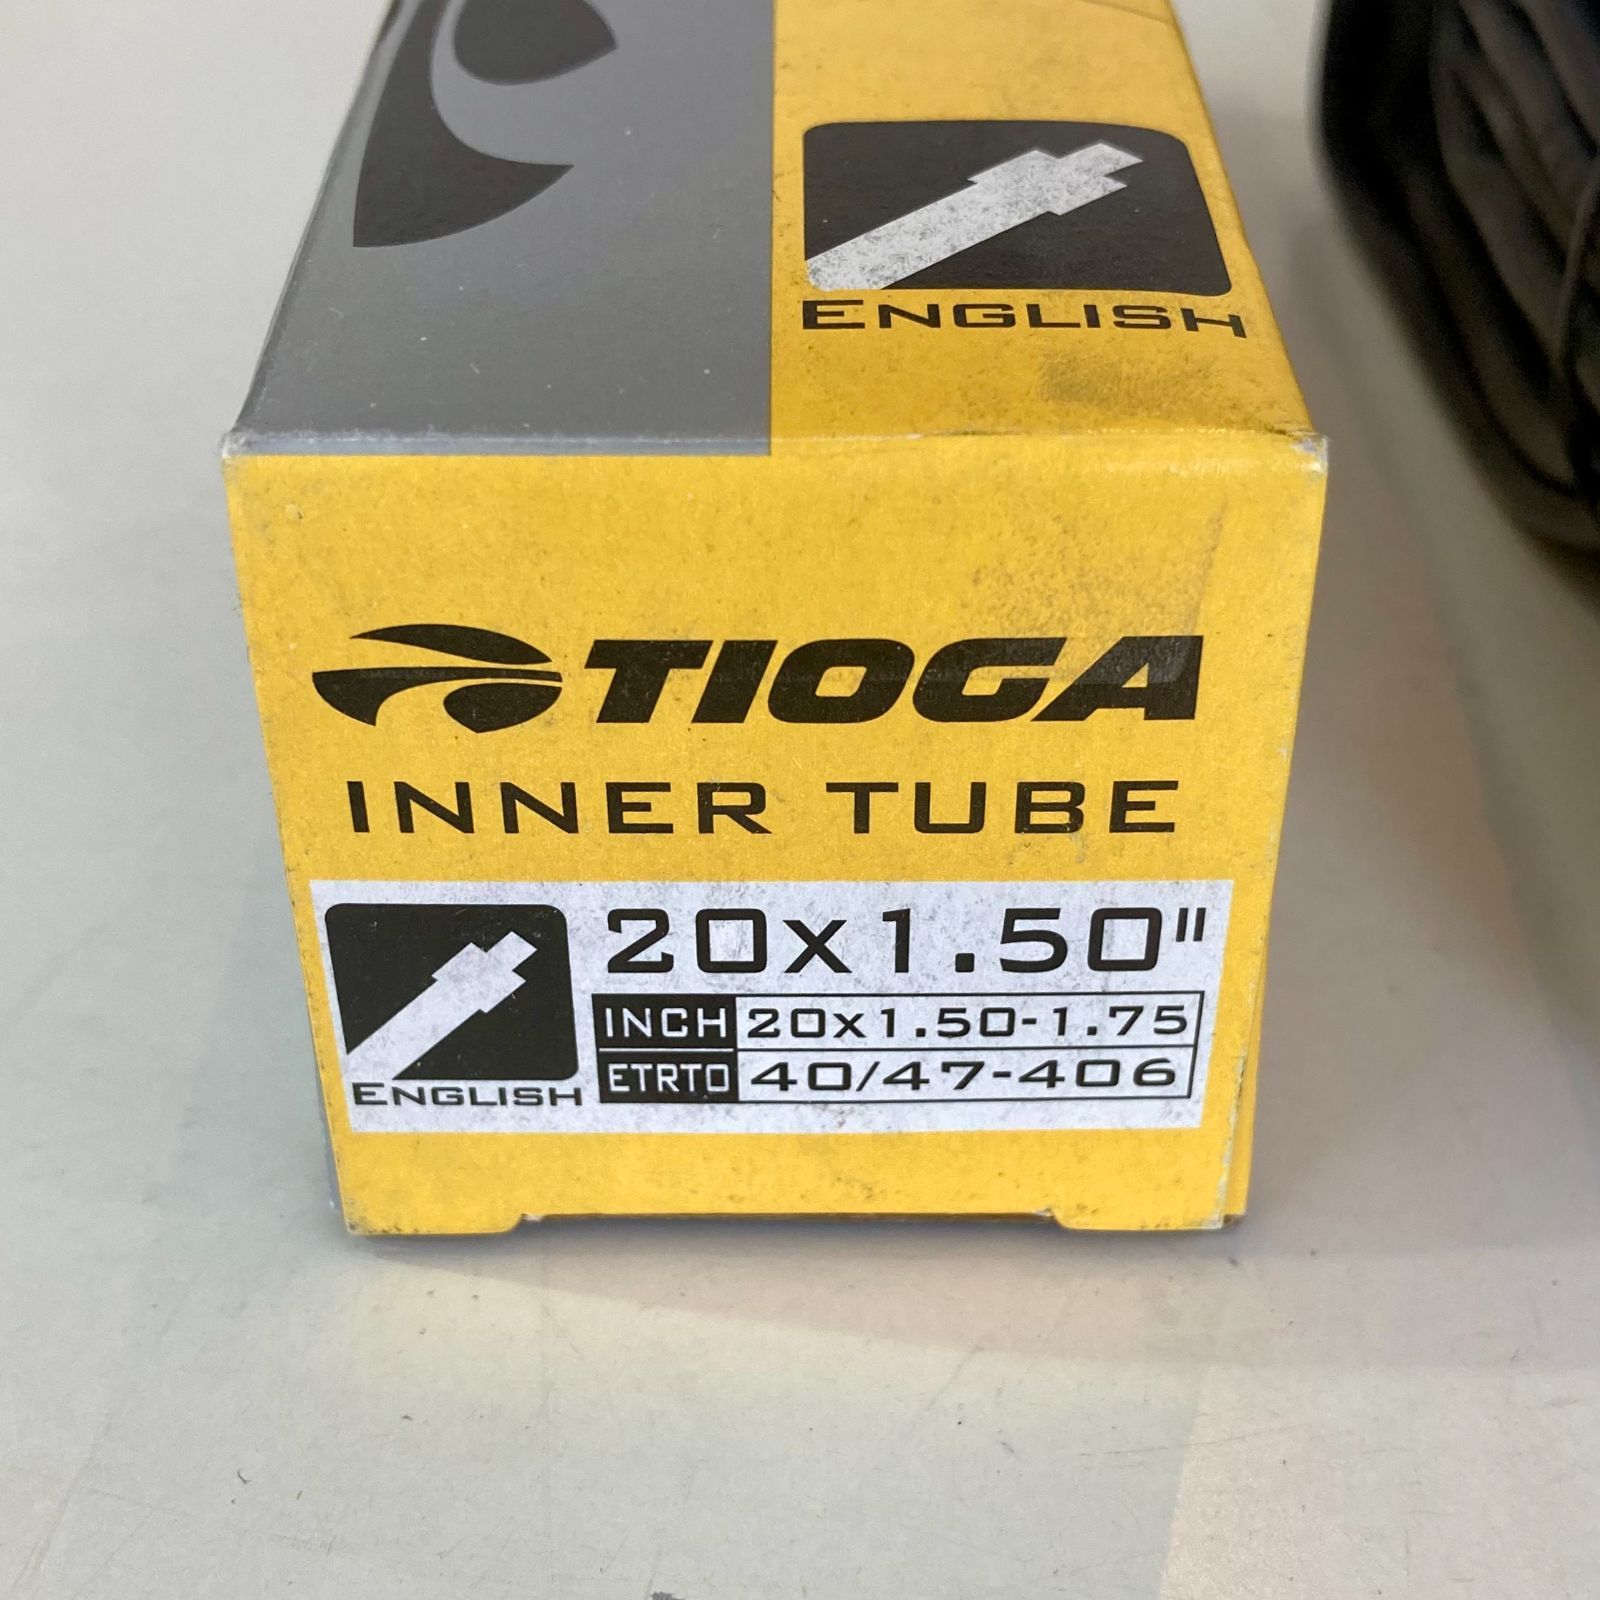 ENGLISH
TIOGA
INNER TUBE
20x1.50"
INCH 20x1.50-1.75
ETRTO 40/47-406
ENGLISH